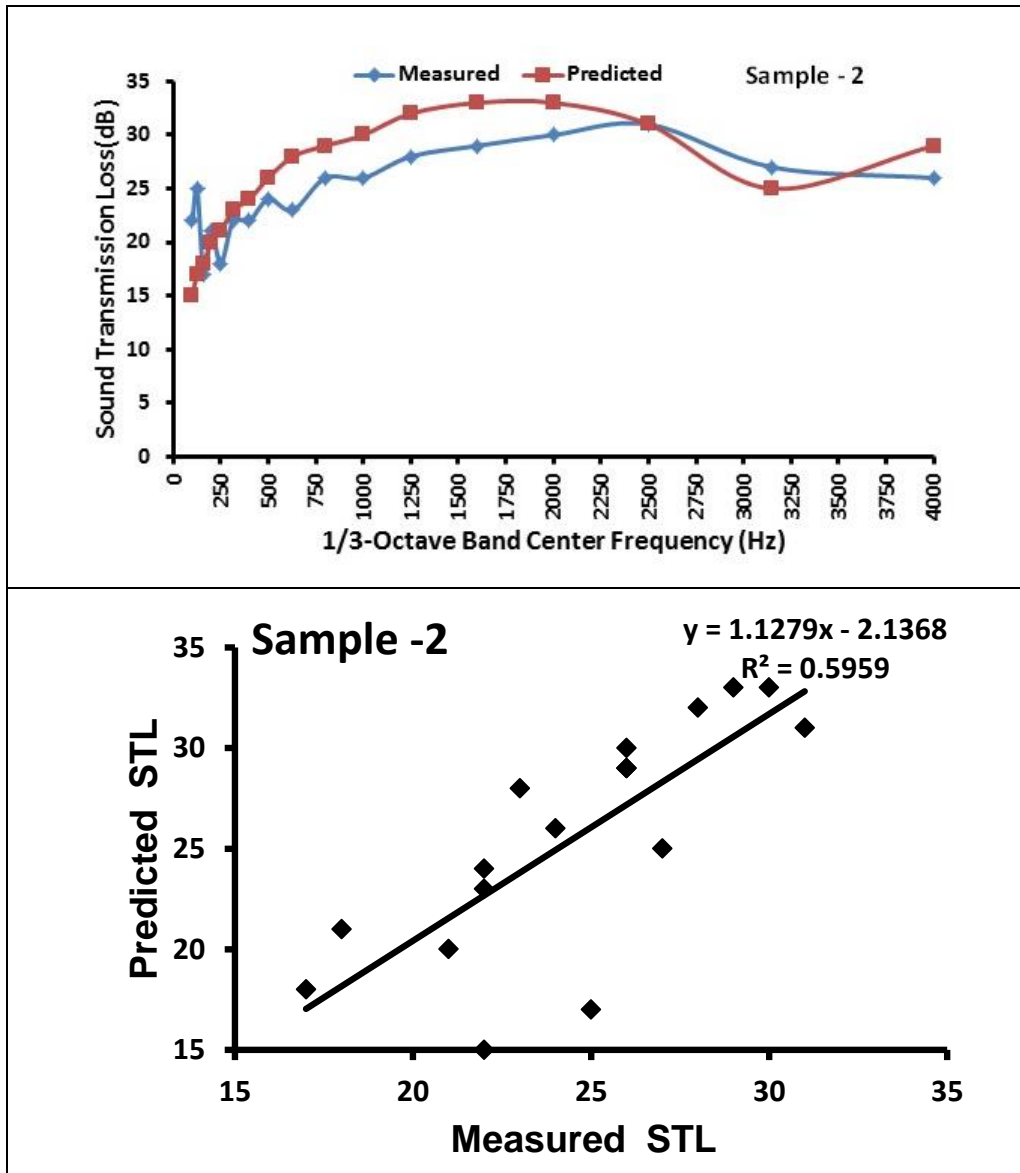 Measured Predicted Sample - 2
35
30
25
20
15
10
5
0
Sound Transmission Loss(dB)
0 250 500 750 1000 1250 1500 1750 2000 2250 2500 2750 3000 3250 3500 3750 4000
1/3-Octave Band Center Frequency (Hz)
Sample -2
y = 1.1279x - 2.1368
R² = 0.5959
35
30
25
20
15
Predicted STL
15 20 25 30 35
Measured STL